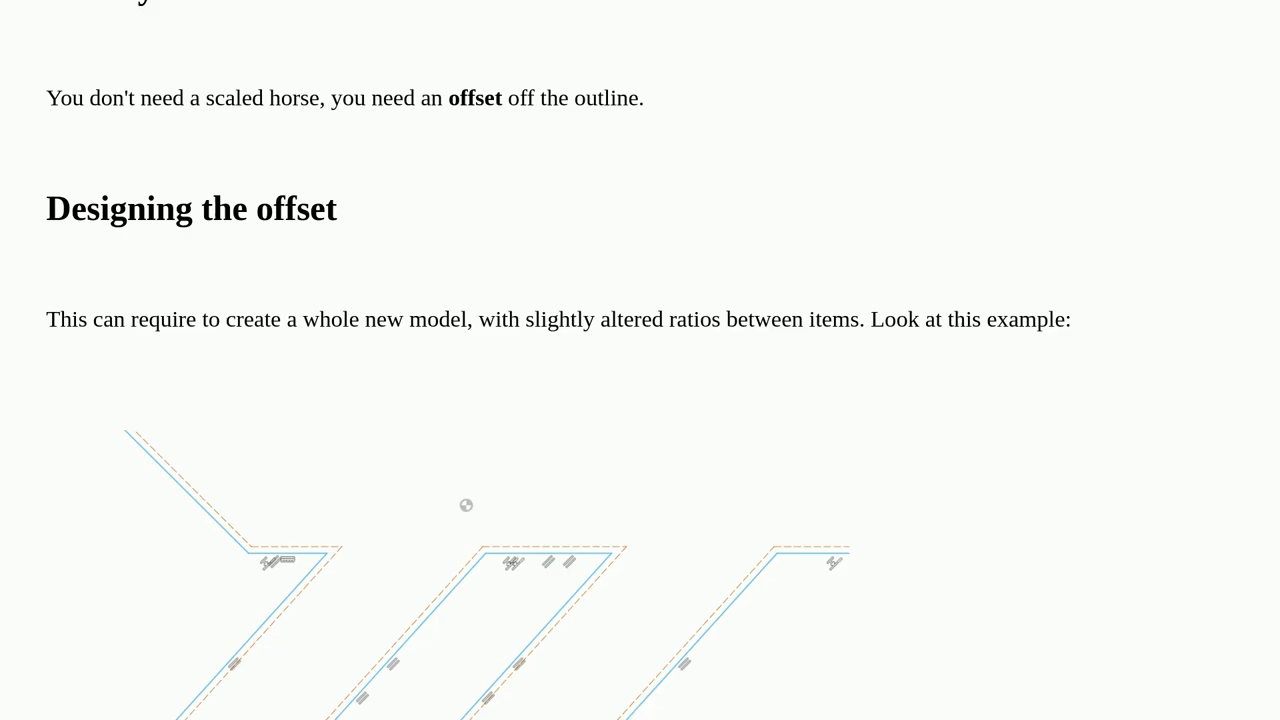 You don't need a scaled horse, you need an offset off the outline.
Designing the offset
This can require to create a whole new model, with slightly altered ratios between items. Look at this example: